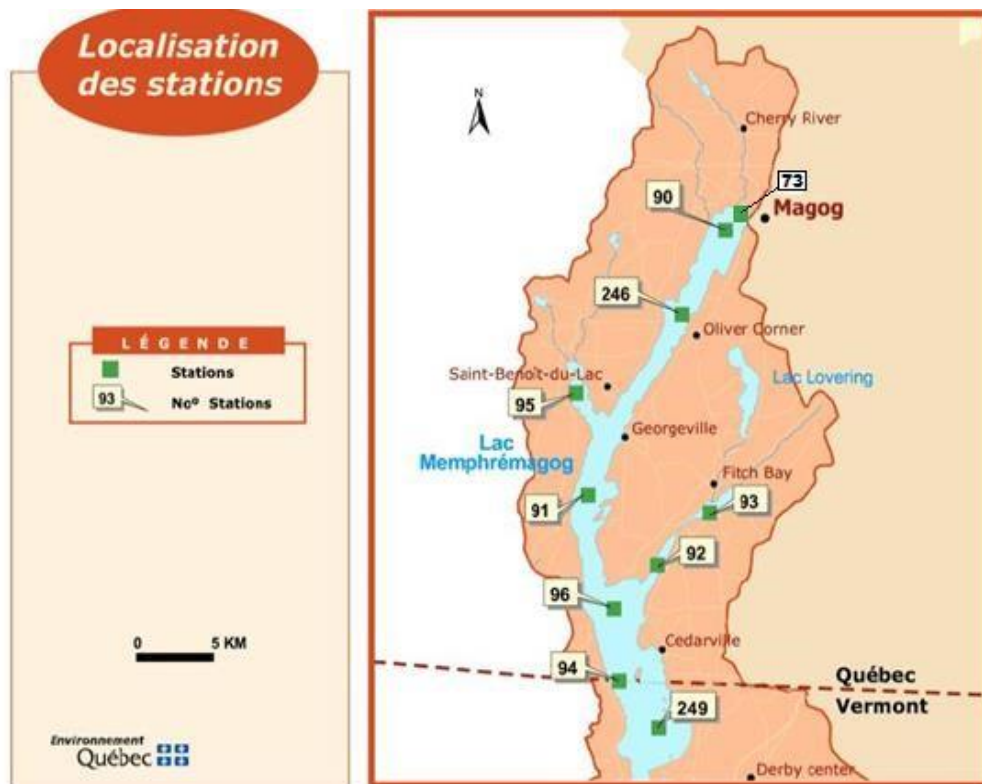 Localisation
des stations
LÉGENDE
Stations
93
Noº Stations
0 5 KM
Environnement
Québec
N
Cherry River
73
90
Magog
246
Oliver Corner
Saint-Benoît-du-Lac
Lac Lovering
95
Georgeville
Lac
Memphrémagog
Fitch Bay
91
93
92
96
Cedarville
94
Québec
Vermont
249
Derby center